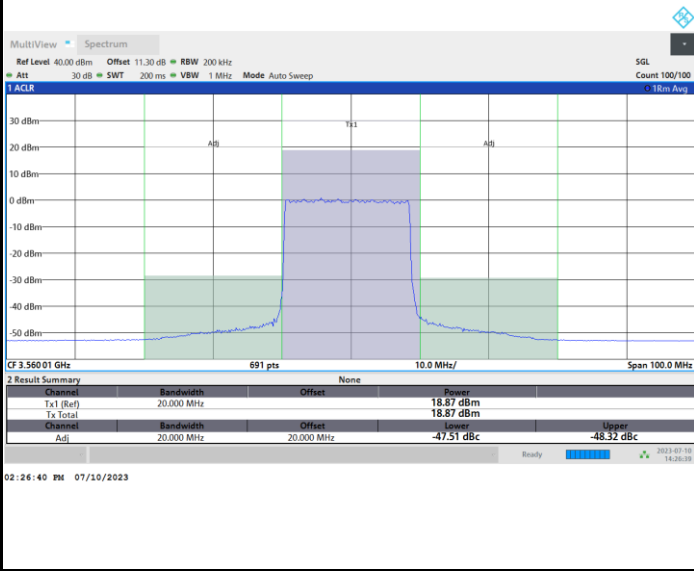 MultiView Spectrum
Ref Level 40.00 dBm Offset 11.30 dB RBW 200 kHz SGL
Att 30 dB SWT 200 ms VBW 1 MHz Mode Auto Sweep Count 100/100
1 ACLR 1Rm Avg
Tx1
Adj Adj
30 dBm
20 dBm
10 dBm
0 dBm
-10 dBm
-20 dBm
-30 dBm
-40 dBm
-50 dBm
CF 3.56001 GHz 691 pts 10.0 MHz/ Span 100.0 MHz
2 Result Summary None
Channel Bandwidth Offset Power
Tx1 (Ref) 20.000 MHz 18.87 dBm
Tx Total 18.87 dBm
Channel Bandwidth Offset Lower Upper
Adj 20.000 MHz 20.000 MHz -47.51 dBc -48.32 dBc
Ready 2023-07-10
14:26:39
02:26:40 PM 07/10/2023